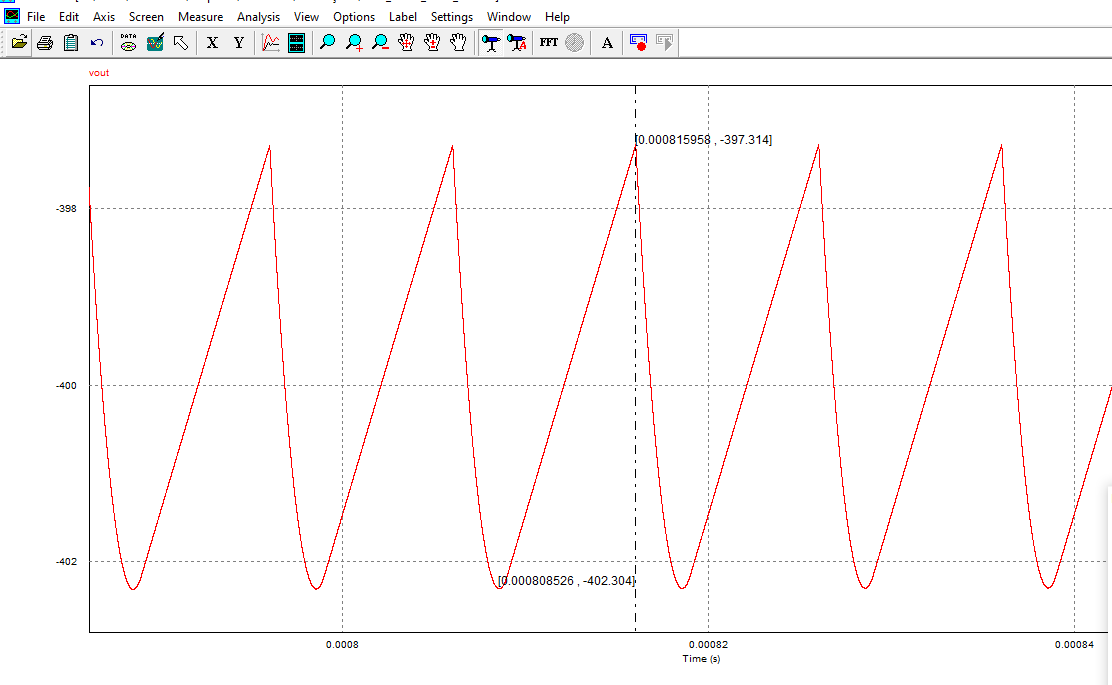 File Edit Axis Screen Measure Analysis View Options Label Settings Window Help
DATA X Y FFT A
vout
[0.000815958 , -397.314]
-398
-400
-402
[0.000808526 , -402.304]
0.0008 0.00082 0.00084
Time (s)